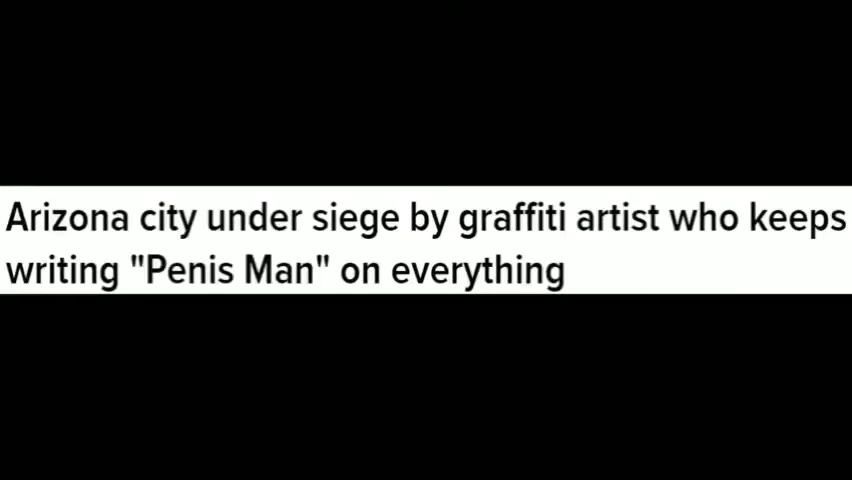 Arizona city under siege by graffiti artist who keeps
writing "Penis Man" on everything